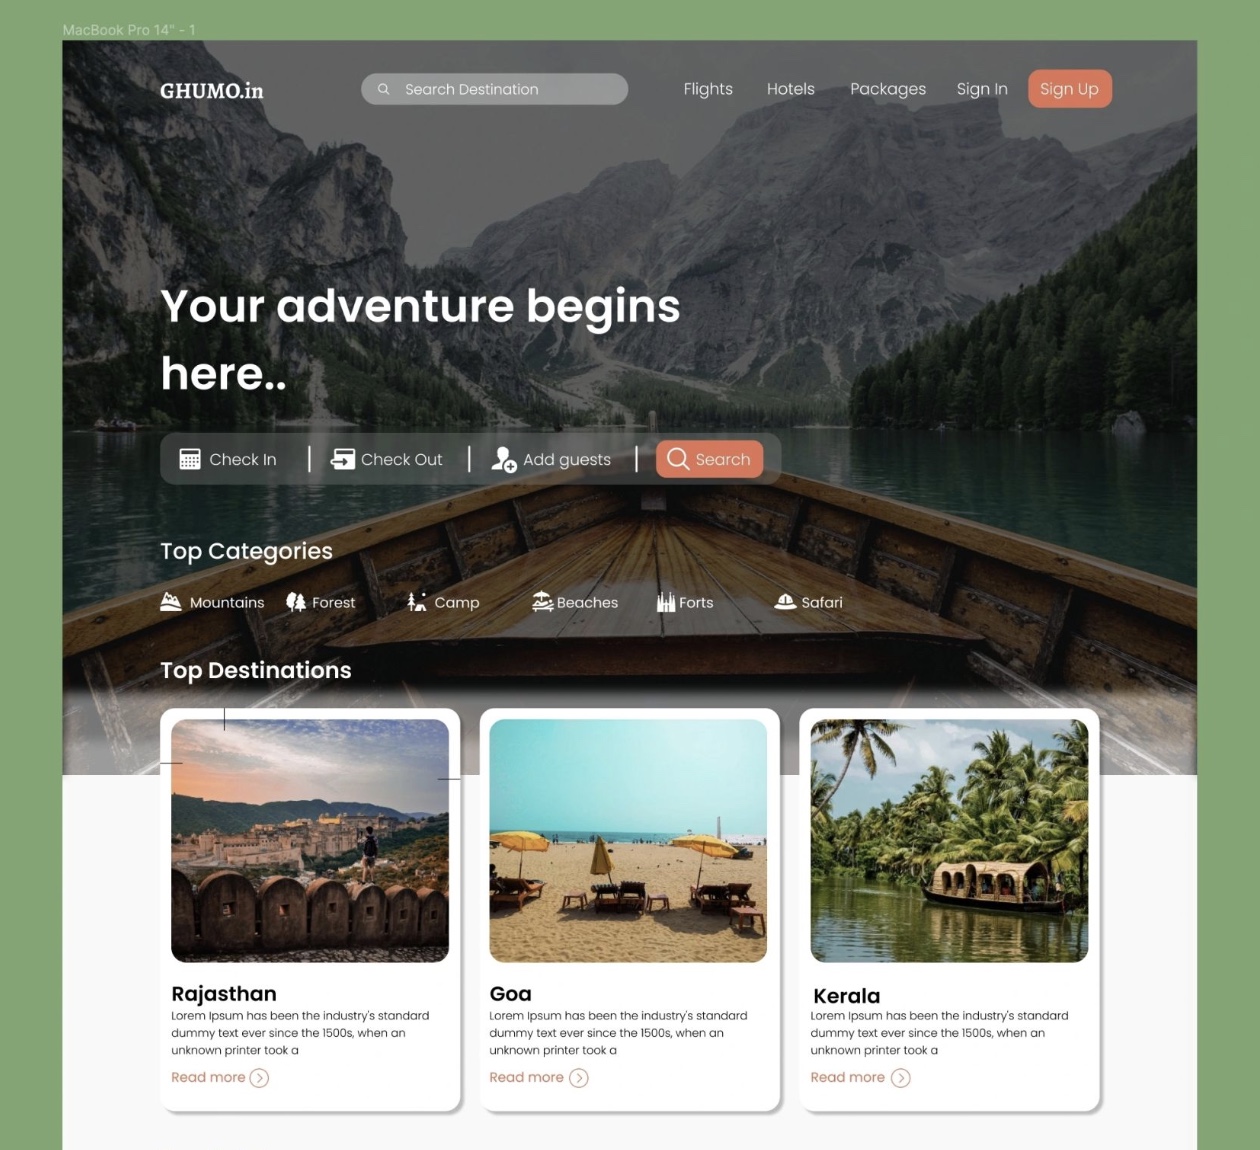 MacBook Pro 14" - 1
GHUMO.in
Search Destination
Flights
Hotels
Packages
Sign In
Sign Up
Your adventure begins
here..
Check In
Check Out
Add guests
Search
Top Categories
Mountains
Forest
Camp
Beaches
Forts
Safari
Top Destinations
Rajasthan
Lorem Ipsum has been the industry's standard
dummy text ever since the 1500s, when an
unknown printer took a
Read more
Goa
Lorem Ipsum has been the industry's standard
dummy text ever since the 1500s, when an
unknown printer took a
Read more
Kerala
Lorem Ipsum has been the industry's standard
dummy text ever since the 1500s, when an
unknown printer took a
Read more